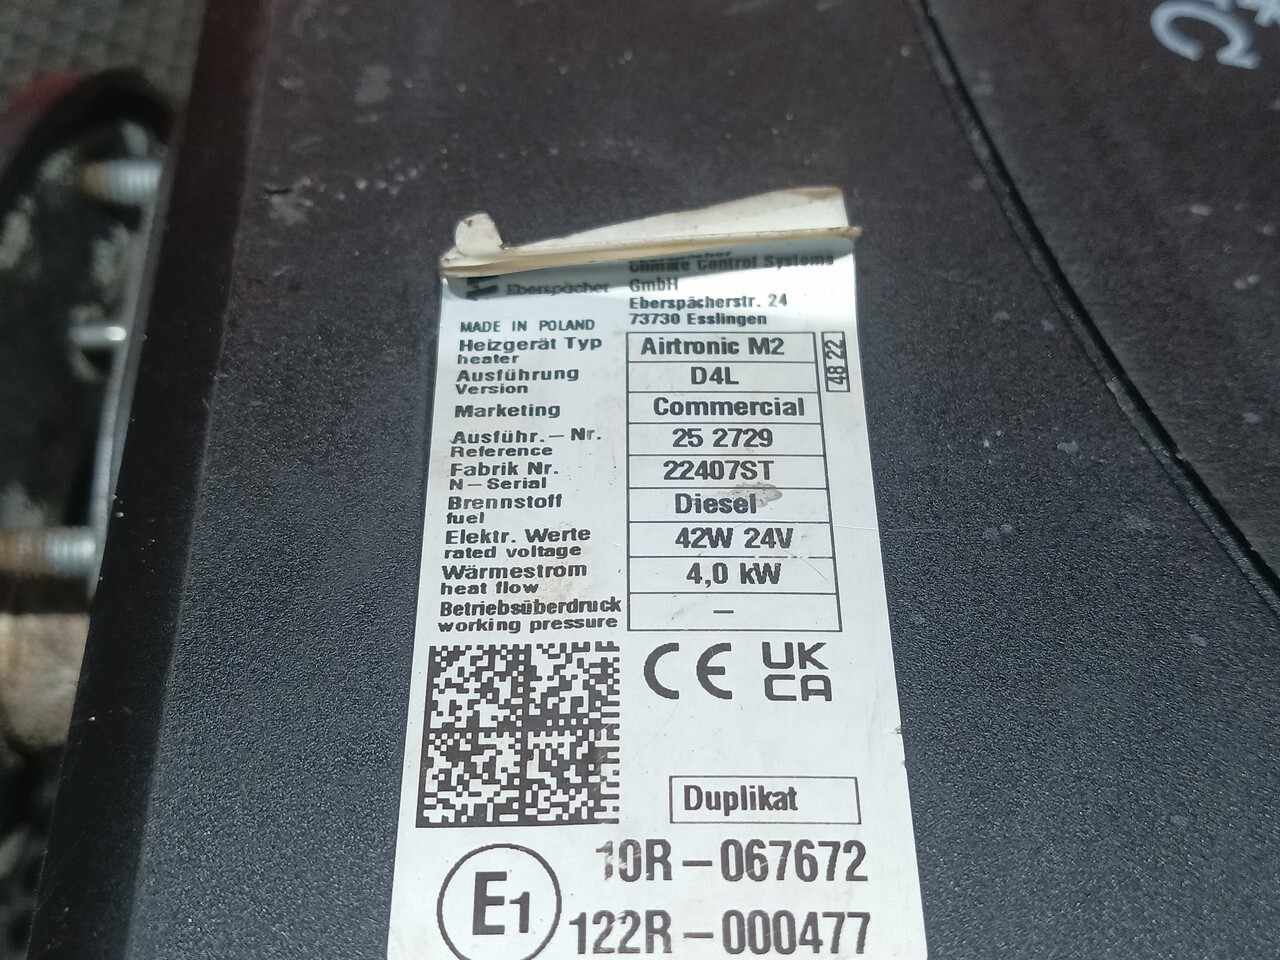 Eberspächer
Climate Control Systems
GmbH
Eberspächerstr. 24
73730 Esslingen
Eberspächer
MADE IN POLAND
Heizgerät Typ
heater
Airtronic M2
48 22
Ausführung
Version
D4L
Marketing
Commercial
Ausführ.-Nr.
Reference
25 2729
Fabrik Nr.
N-Serial
22407ST
Brennstoff
fuel
Diesel
Elektr. Werte
rated voltage
42W 24V
Wärmestrom
heat flow
4,0 kW
Betriebsüberdruck
working pressure
–
CE
UK
CA
Duplikat
E1
10R-067672
122R-000477